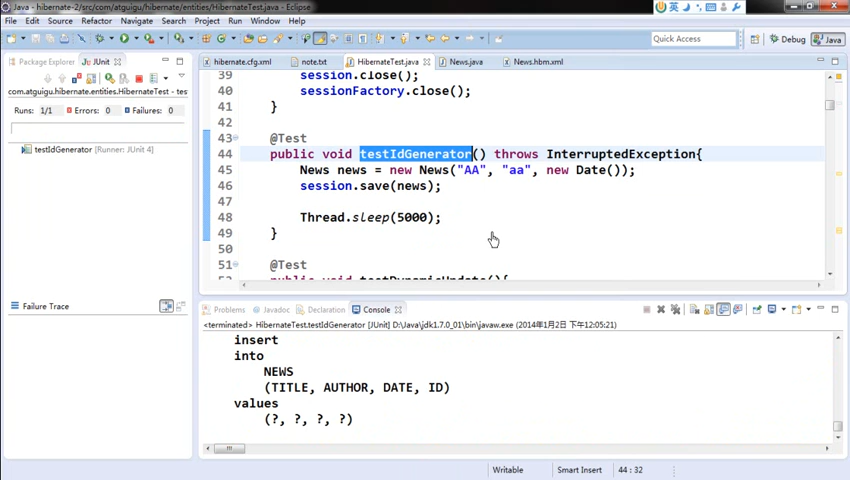 Java - hibernate-2/src/com/atguigu/hibernate/entities/HibernateTest.java - Eclipse
英
File Edit Source Refactoring Navigate Search Project Run Window Help
Quick Access
Debug Java
Package Explorer JUnit
com.atguigu.hibernate.entities.HibernateTest - tes
Runs: 1/1 Errors: 0 Failures: 0
testIdGenerator [Runner: JUnit 4]
Failure Trace
hibernate.cfg.xml note.txt HibernateTest.java News.java News.hbm.xml
39 session.close();
40 sessionFactory.close();
41 }
42
43 @Test
44 public void testIdGenerator() throws InterruptedException{
45 News news = new News("AA", "aa", new Date());
46 session.save(news);
47
48 Thread.sleep(5000);
49 }
50
51 @Test
52 public void testDynamicUpdate(){
Problems Javadoc Declaration Console
<terminated> HibernateTest.testIdGenerator [JUnit] D:\Java\jdk1.7.0_01\bin\javaw.exe (2014年1月2日 下午12:05:21)
insert
into
NEWS
(TITLE, AUTHOR, DATE, ID)
values
(?, ?, ?, ?)
Writable Smart Insert 44 : 32